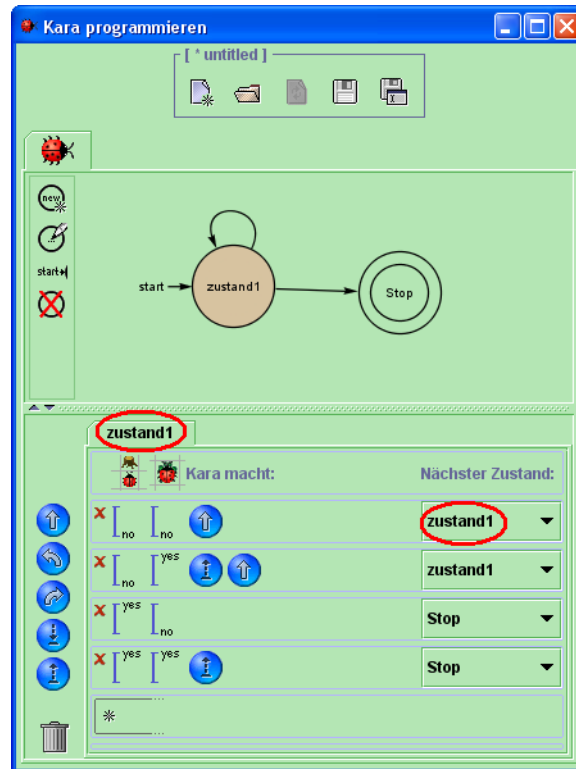 Kara programmieren
[ * untitled ]
new
start
start
zustand1
Stop
zustand1
Kara macht:
Nächster Zustand:
no no
zustand1
no yes
zustand1
yes no
Stop
yes yes
Stop